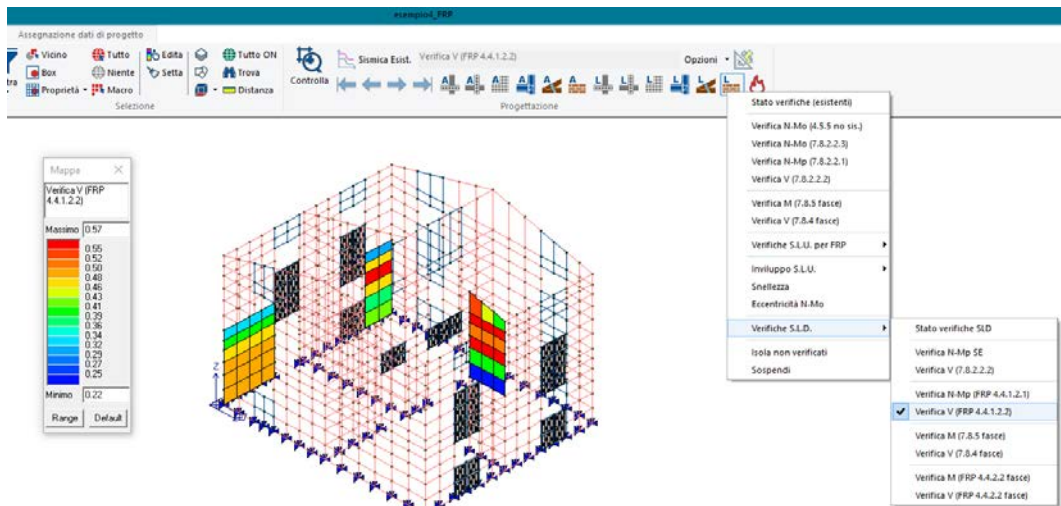 esempio4_FRP
Assegnazione dati di progetto
Vicino Tutto Edita Tutto ON
Box Niente Setta Trova
tra Proprietà Macro Distanza
Selezione
Controlla
Sismica Esist. Verifica V (FRP 4.4.1.2.2) Opzioni
Progettazione
Mappa
Verifica V (FRP 4.4.1.2.2)
Massimo 0.57
0.55
0.52
0.50
0.48
0.46
0.43
0.41
0.39
0.36
0.34
0.32
0.29
0.27
0.25
Minimo 0.22
Range Default
Z
Stato verifiche (esistenti)
Verifica N-Mo (4.5.5 no sis.)
Verifica N-Mo (7.8.2.2.3)
Verifica N-Mp (7.8.2.2.1)
Verifica V (7.8.2.2.2)
Verifica M (7.8.5 fasce)
Verifica V (7.8.4 fasce)
Verifiche S.L.U. per FRP
Inviluppo S.L.U.
Snellezza
Eccentricità N-Mo
Verifiche S.L.D.
Isola non verificati
Sospendi
Stato verifiche SLD
Verifica N-Mp SE
Verifica V (7.8.2.2.2)
Verifica N-Mp (FRP 4.4.1.2.1)
Verifica V (FRP 4.4.1.2.2)
Verifica M (7.8.5 fasce)
Verifica V (7.8.4 fasce)
Verifica M (FRP 4.4.2.2 fasce)
Verifica V (FRP 4.4.2.2 fasce)